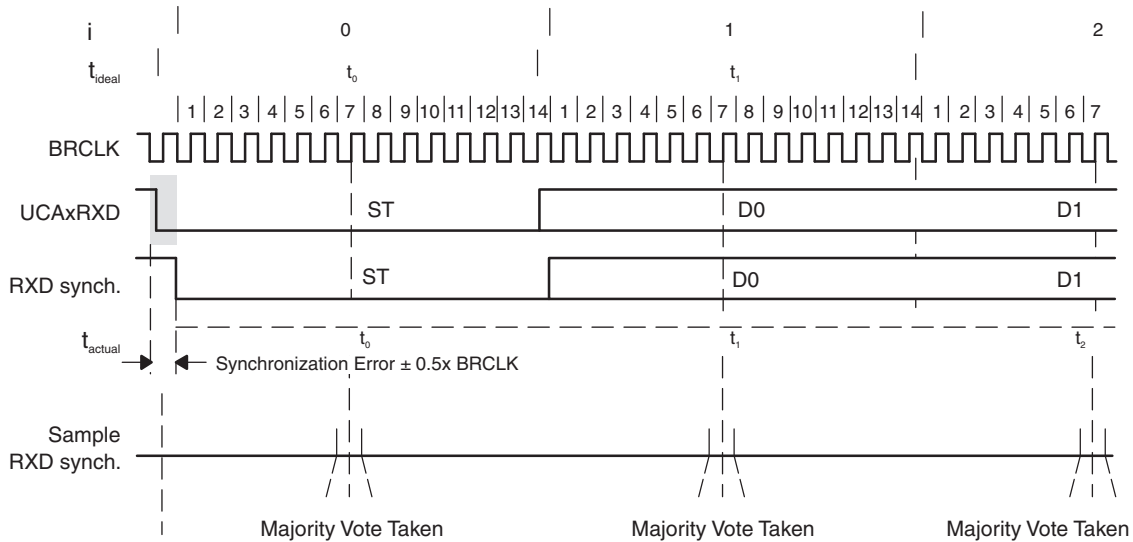 i 0 1 2
tideal t0 t1
1 2 3 4 5 6 7 8 9 10 11 12 13 14 1 2 3 4 5 6 7 8 9 10 11 12 13 14 1 2 3 4 5 6 7
BRCLK
UCAxRXD ST D0 D1
RXD synch. ST D0 D1
tactual t0 t1 t2
Synchronization Error ± 0.5x BRCLK
Sample
RXD synch.
Majority Vote Taken Majority Vote Taken Majority Vote Taken